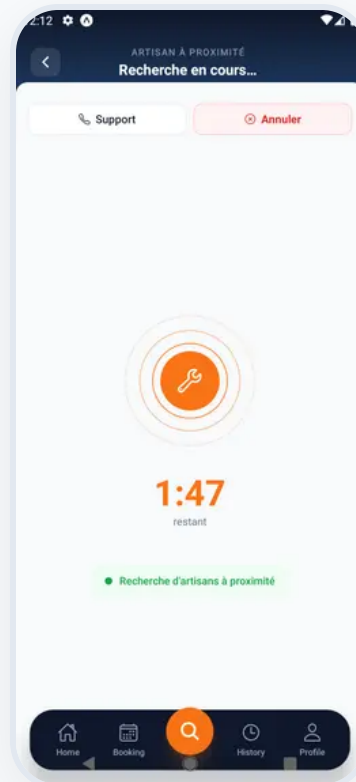 2:12
ARTISAN À PROXIMITÉ
Recherche en cours...
Support
Annuler
1:47
restant
Recherche d'artisans à proximité
Home
Booking
History
Profile